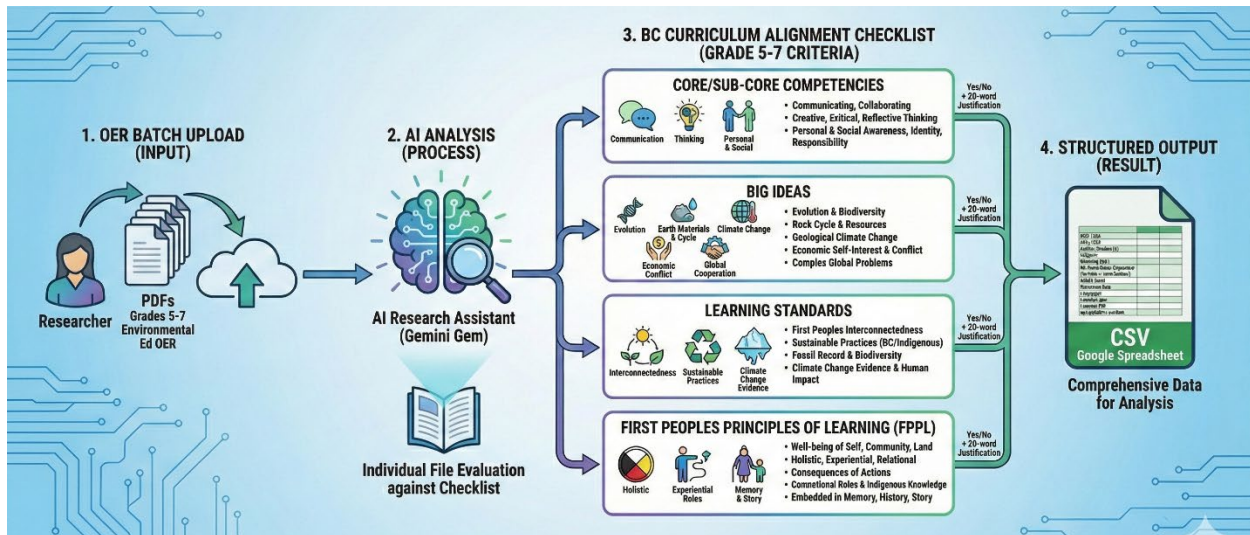 1. OER BATCH UPLOAD
(INPUT)
Researcher
PDFs
Grades 5-7
Environmental
Ed OER
2. AI ANALYSIS
(PROCESS)
AI Research Assistant
(Gemini Gem)
Individual File Evaluation
against Checklist
3. BC CURRICULUM ALIGNMENT CHECKLIST
(GRADE 5-7 CRITERIA)
CORE/SUB-CORE COMPETENCIES
Communication
Thinking
Personal
& Social
• Communicating, Collaborating
• Creative, Exitical, Reflective Thinking
• Personal & Social Awareness, Identity,
Responsibility
Yes/No
+ 20-word
Justification
BIG IDEAS
Evolution
Earth Materials
& Cycle
Climate Change
Economic
Conflict
Global
Cooperation
• Evolution & Biodiversity
• Rock Cycle & Resources
• Geological Climate Change
• Economic Self-Interest & Conflict
• Comples Global Problems
Yes/No
+ 20-word
Justification
LEARNING STANDARDS
Interconnectedness
Sustainable
Practices
Climate
Change
Evidence
• First Peoples Interconnectedness
• Sustainable Practices (BC/Indigenous)
• Fossil Record & Biodiversity
• Climate Change Evidence & Human
Impact
Yes/No
+ 20-word
Justification
FIRST PEOPLES PRINCIPLES OF LEARNING (FPPL)
Holistic
Experiential
Roles
Memory
& Story
• Well-being of Self, Community, Land
• Holistic, Experiential, Relational
• Consequences of Actions
• Comnetional Roles & Indigenous Knowledge
• Embedded in Memory, History, Story
Yes/No
+ 20-word
Justification
4. STRUCTURED OUTPUT
(RESULT)
CSV
Google Spreadsheet
Comprehensive Data
for Analysis